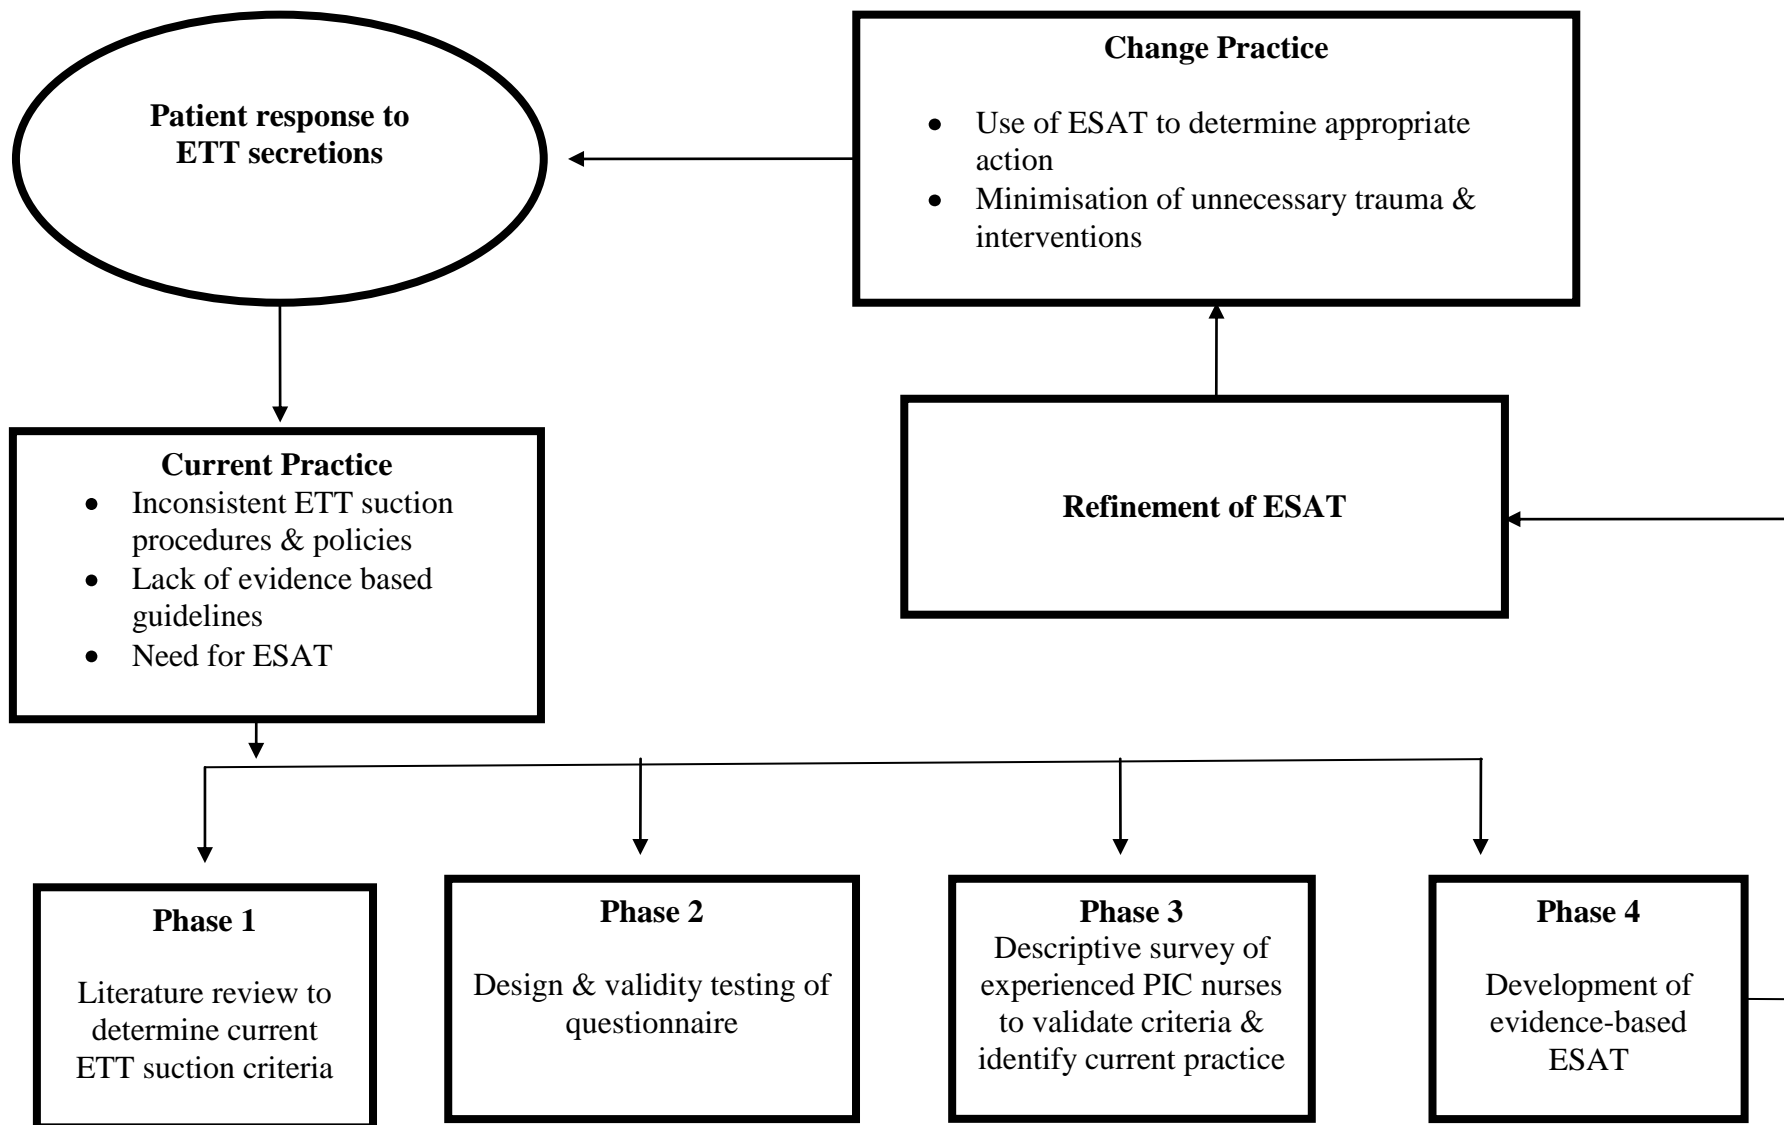 Patient response to
ETT secretions
Change Practice
● Use of ESAT to determine appropriate
action
● Minimisation of unnecessary trauma &
interventions
Current Practice
● Inconsistent ETT suction
procedures & policies
● Lack of evidence based
guidelines
● Need for ESAT
Refinement of ESAT
Phase 1
Literature review to
determine current
ETT suction criteria
Phase 2
Design & validity testing of
questionnaire
Phase 3
Descriptive survey of
experienced PIC nurses
to validate criteria &
identify current practice
Phase 4
Development of
evidence-based
ESAT